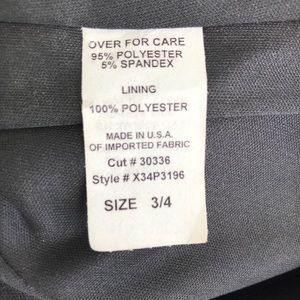 OVER FOR CARE
95% POLYESTER
5% SPANDEX
LINING
100% POLYESTER
MADE IN U.S.A.
OF IMPORTED FABRIC
Cut # 30336
Style # X34P3196
SIZE 3/4